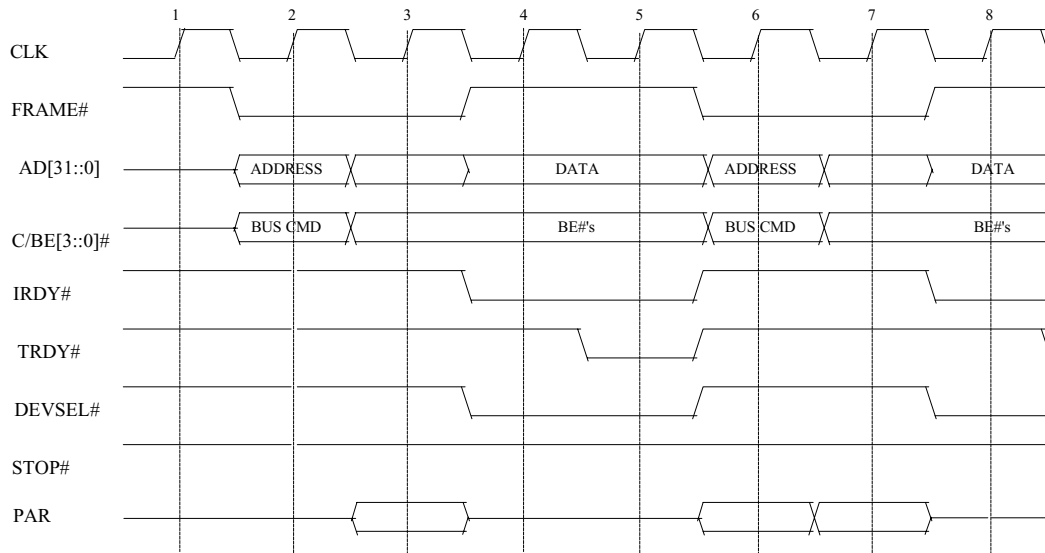 1 2 3 4 5 6 7 8
CLK
FRAME#
AD[31::0] ADDRESS DATA ADDRESS DATA
C/BE[3::0]# BUS CMD BE#'s BUS CMD BE#'s
IRDY#
TRDY#
DEVSEL#
STOP#
PAR